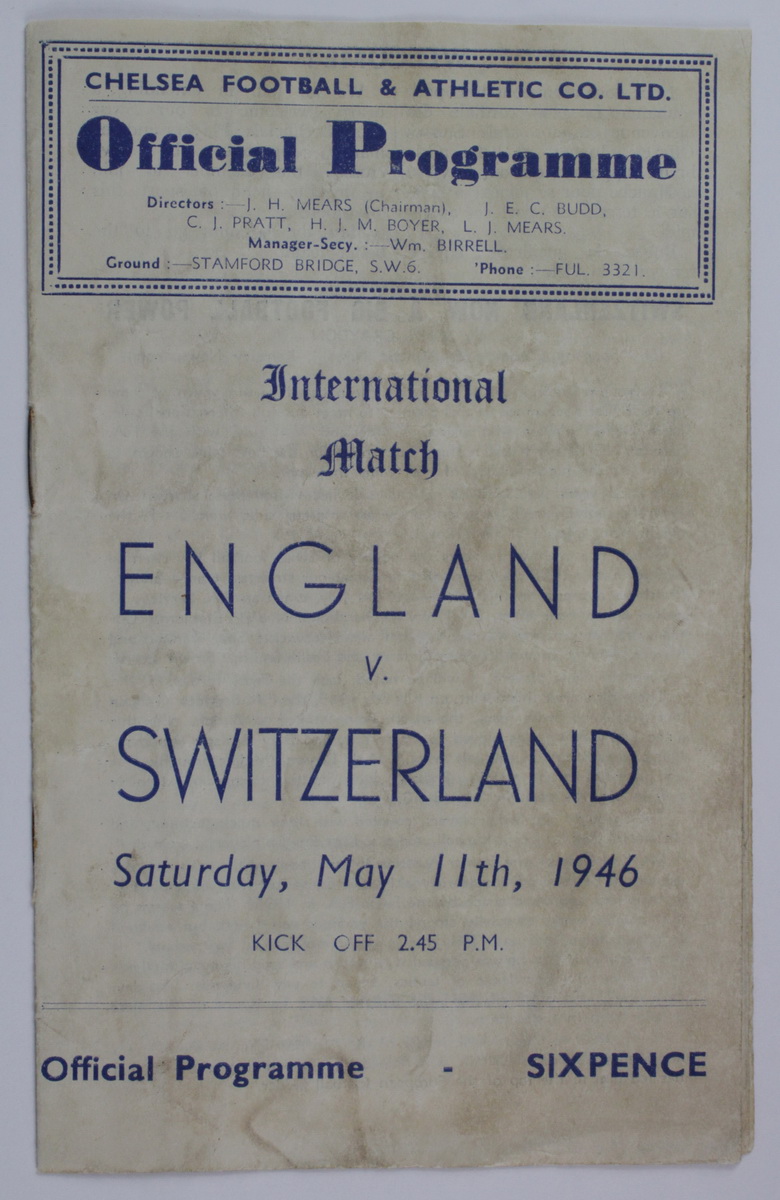 CHELSEA FOOTBALL & ATHLETIC CO. LTD.
Official Programme
Directors :—J. H. MEARS (Chairman), J. E. C. BUDD,
C. J. PRATT, H. J. M. BOYER, L. J. MEARS.
Manager-Secy. :—Wm. BIRRELL.
Ground :—STAMFORD BRIDGE, S.W.6. 'Phone :—FUL. 3321.
International
Match
ENGLAND
v.
SWITZERLAND
Saturday, May 11th, 1946
KICK OFF 2.45 P.M.
Official Programme - SIXPENCE